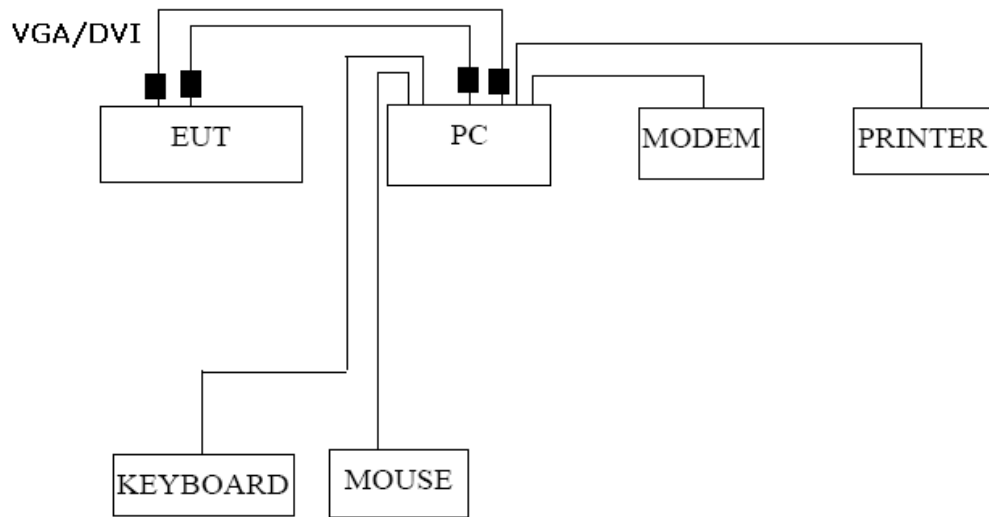 VGA/DVI
EUT
PC
MODEM
PRINTER
KEYBOARD
MOUSE